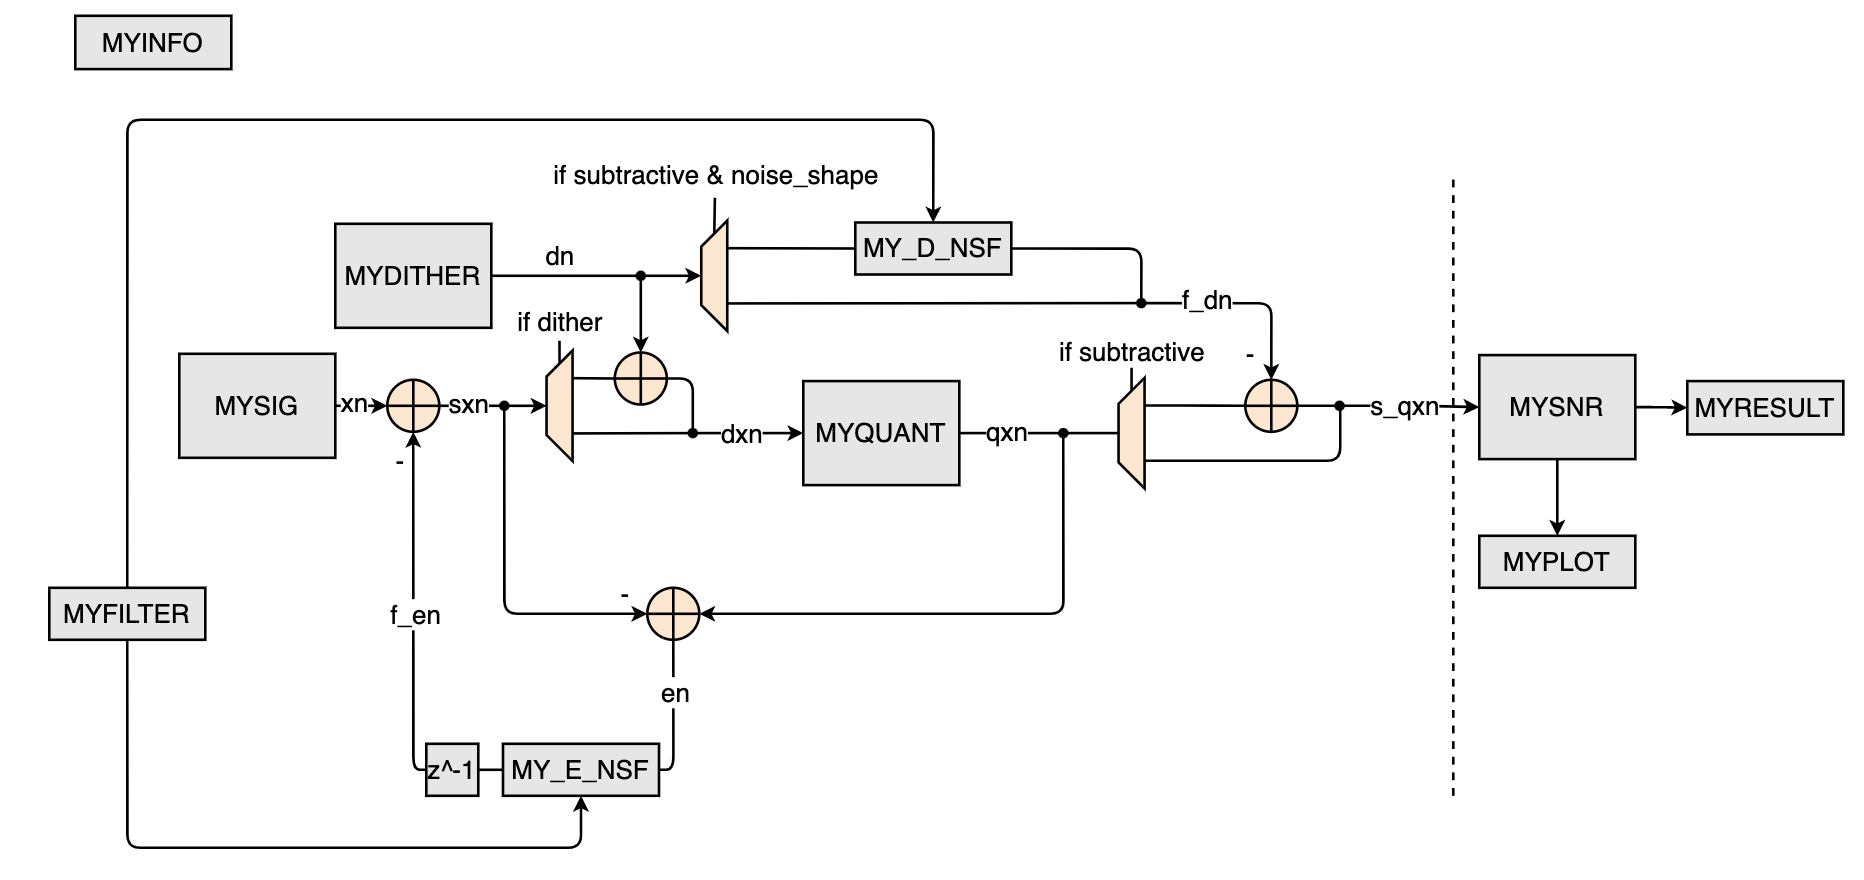 MYINFO
if subtractive & noise_shape
MYDITHER
dn
MY_D_NSF
f_dn
if dither
if subtractive
-
MYSIG
xn
sxn
dxn
MYQUANT
qxn
s_qxn
MYSNR
MYRESULT
-
MYPLOT
-
MYFILTER
f_en
en
z^-1
MY_E_NSF